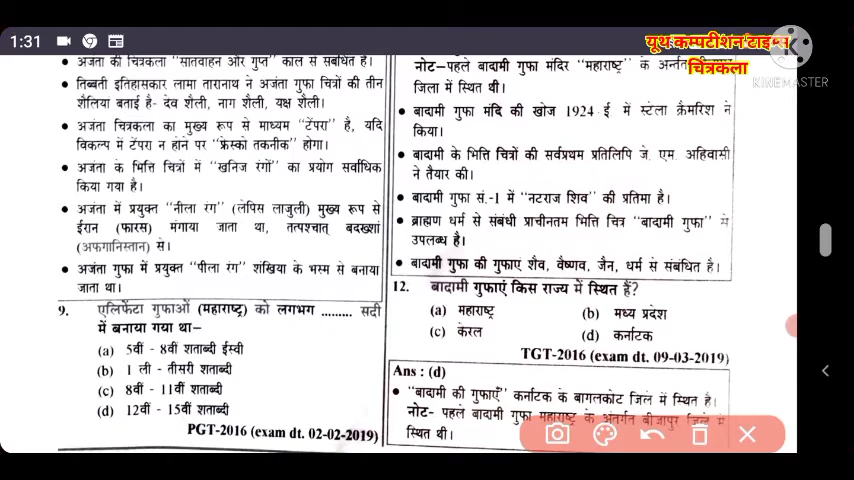 1:31
यूथ कम्पटीशन टाइम्स
चित्रकला
KINEMASTER
• अजंता की चित्रकला "सातवाहन और गुप्त" काल से संबंधित है।
• तिब्बती इतिहासकार लामा तारानाथ ने अजंता गुफा चित्रों की तीन
शैलियां बताई है- देव शैली, नाग शैली, यक्ष शैली।
• अजंता चित्रकला का मुख्य रूप से माध्यम "टेंपरा" है, यदि
विकल्प में टेंपरा न होने पर "फ्रेस्को तकनीक" होगा।
• अजंता के भित्ति चित्रों में "खनिज रंगों" का प्रयोग सर्वाधिक
किया गया है।
• अजंता में प्रयुक्त "नीला रंग" (लेपिस लाजुली) मुख्य रूप से
ईरान (फारस) मंगाया जाता था, तत्पश्चात् बदख्शां
(अफगानिस्तान) से।
• अजंता गुफा में प्रयुक्त "पीला रंग" शंखिया के भस्म से बनाया
जाता था।
9. एलिफेंटा गुफाओं (महाराष्ट्र) को लगभग ......... सदी
में बनाया गया था–
(a) 5वीं - 8वीं शताब्दी ईस्वी
(b) 1 ली - तीसरी शताब्दी
(c) 8वीं - 11वीं शताब्दी
(d) 12वीं - 15वीं शताब्दी
PGT-2016 (exam dt. 02-02-2019)
नोट-पहले बादामी गुफा मंदिर "महाराष्ट्र" के अर्न्तगत
जिला में स्थित थी।
• बादामी गुफा मंदि की खोज 1924 ई में स्टेला क्रैमरिश ने
किया।
• बादामी के भित्ति चित्रों की सर्वप्रथम प्रतिलिपि जे. एम. अहिवासी
ने तैयार की।
• बादामी गुफा सं.-1 में "नटराज शिव" की प्रतिमा है।
• ब्राह्मण धर्म से संबंधी प्राचीनतम भित्ति चित्र "बादामी गुफा" में
उपलब्ध है।
• बादामी गुफा की गुफाए शैव, वैष्णव, जैन, धर्म से संबंधित है।
12. बादामी गुफाएं किस राज्य में स्थित हैं?
(a) महाराष्ट्र (b) मध्य प्रदेश
(c) केरल (d) कर्नाटक
TGT-2016 (exam dt. 09-03-2019)
Ans : (d)
• "बादामी की गुफाएँ" कर्नाटक के बागलकोट जिले में स्थित है।
नोट- पहले बादामी गुफा महाराष्ट्र के अंतर्गत बीजापुर जिले में
स्थित थी।